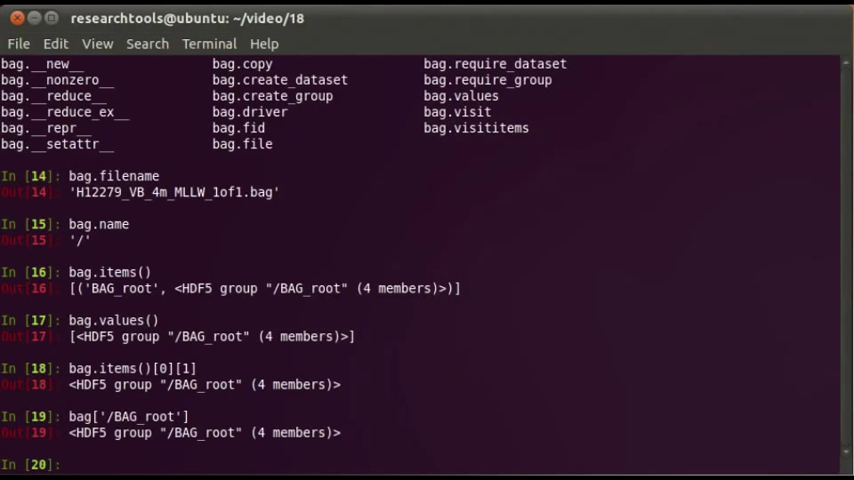 researchtools@ubuntu: ~/video/18
File Edit View Search Terminal Help
bag.__new__ bag.copy bag.require_dataset
bag.__nonzero__ bag.create_dataset bag.require_group
bag.__reduce__ bag.create_group bag.values
bag.__reduce_ex__ bag.driver bag.visit
bag.__repr__ bag.fid bag.visititems
bag.__setattr__ bag.file
In [14]: bag.filename
Out[14]: 'H12279_VB_4m_MLLW_1of1.bag'
In [15]: bag.name
Out[15]: '/'
In [16]: bag.items()
Out[16]: [('BAG_root', <HDF5 group "/BAG_root" (4 members)>)]
In [17]: bag.values()
Out[17]: [<HDF5 group "/BAG_root" (4 members)>]
In [18]: bag.items()[0][1]
Out[18]: <HDF5 group "/BAG_root" (4 members)>
In [19]: bag['/BAG_root']
Out[19]: <HDF5 group "/BAG_root" (4 members)>
In [20]: